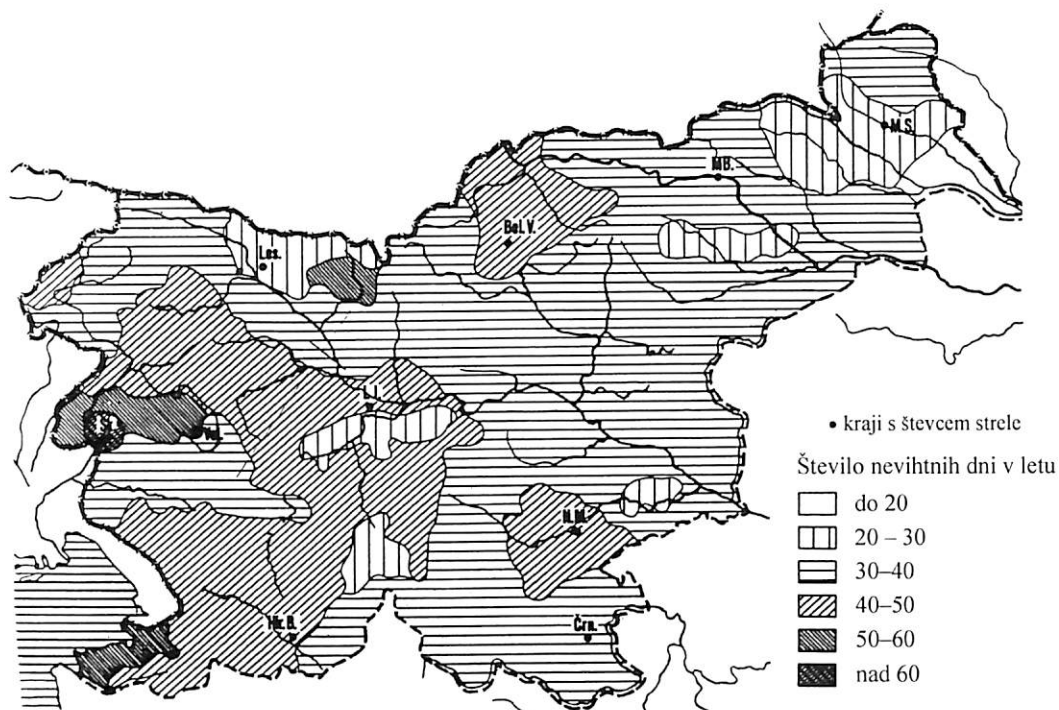 M.S.
MB.
Bel. V.
Les.
LJ.
N.M.
Črn.
• kraji s števcem strele
Število nevihtnih dni v letu
do 20
20 – 30
30–40
40–50
50–60
nad 60